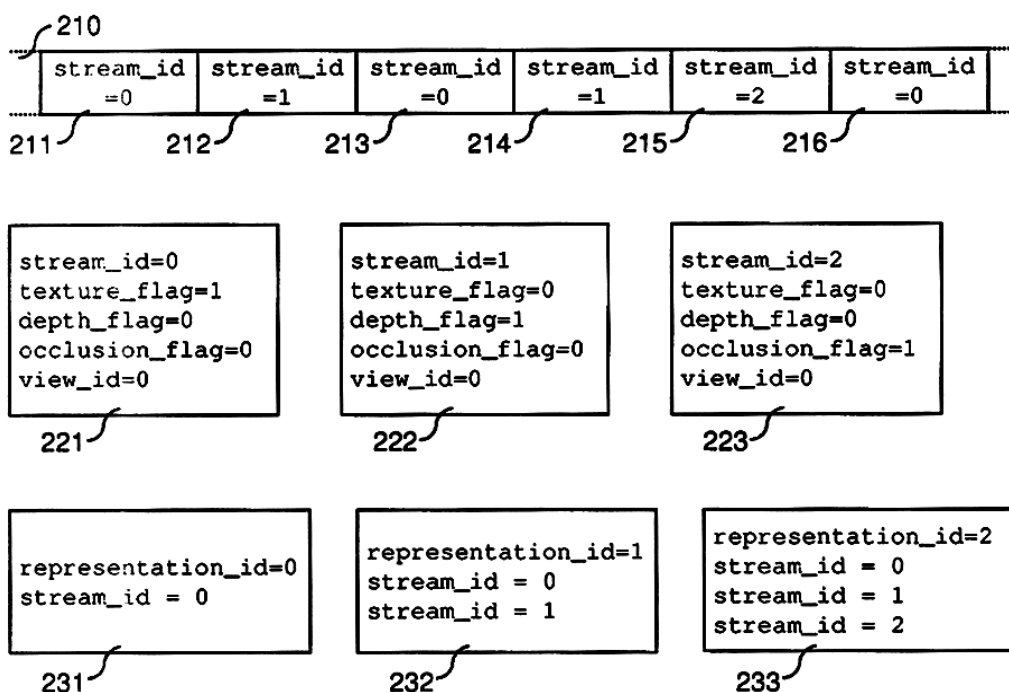 210
stream_id stream_id stream_id stream_id stream_id stream_id
=0 =1 =0 =1 =2 =0
211 212 213 214 215 216
stream_id=0
texture_flag=1
depth_flag=0
occlusion_flag=0
view_id=0
221
stream_id=1
texture_flag=0
depth_flag=1
occlusion_flag=0
view_id=0
222
stream_id=2
texture_flag=0
depth_flag=0
occlusion_flag=1
view_id=0
223
representation_id=0
stream_id = 0
231
representation_id=1
stream_id = 0
stream_id = 1
232
representation_id=2
stream_id = 0
stream_id = 1
stream_id = 2
233